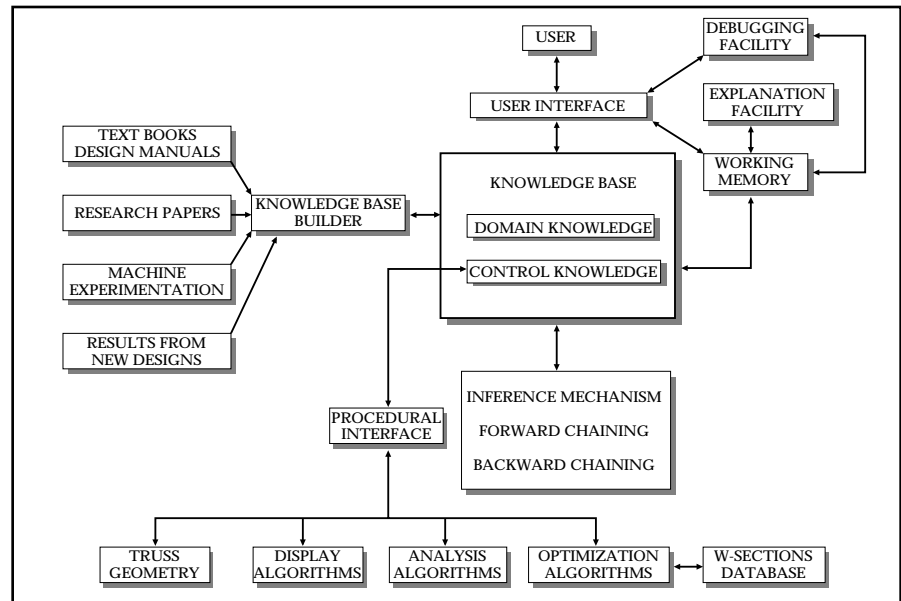 USER
DEBUGGING
FACILITY
USER INTERFACE
EXPLANATION
FACILITY
TEXT BOOKS
DESIGN MANUALS
WORKING
MEMORY
KNOWLEDGE BASE
RESEARCH PAPERS
KNOWLEDGE BASE
BUILDER
DOMAIN KNOWLEDGE
MACHINE
EXPERIMENTATION
CONTROL KNOWLEDGE
RESULTS FROM
NEW DESIGNS
INFERENCE MECHANISM
FORWARD CHAINING
BACKWARD CHAINING
PROCEDURAL
INTERFACE
TRUSS
GEOMETRY
DISPLAY
ALGORITHMS
ANALYSIS
ALGORITHMS
OPTIMIZATION
ALGORITHMS
W-SECTIONS
DATABASE